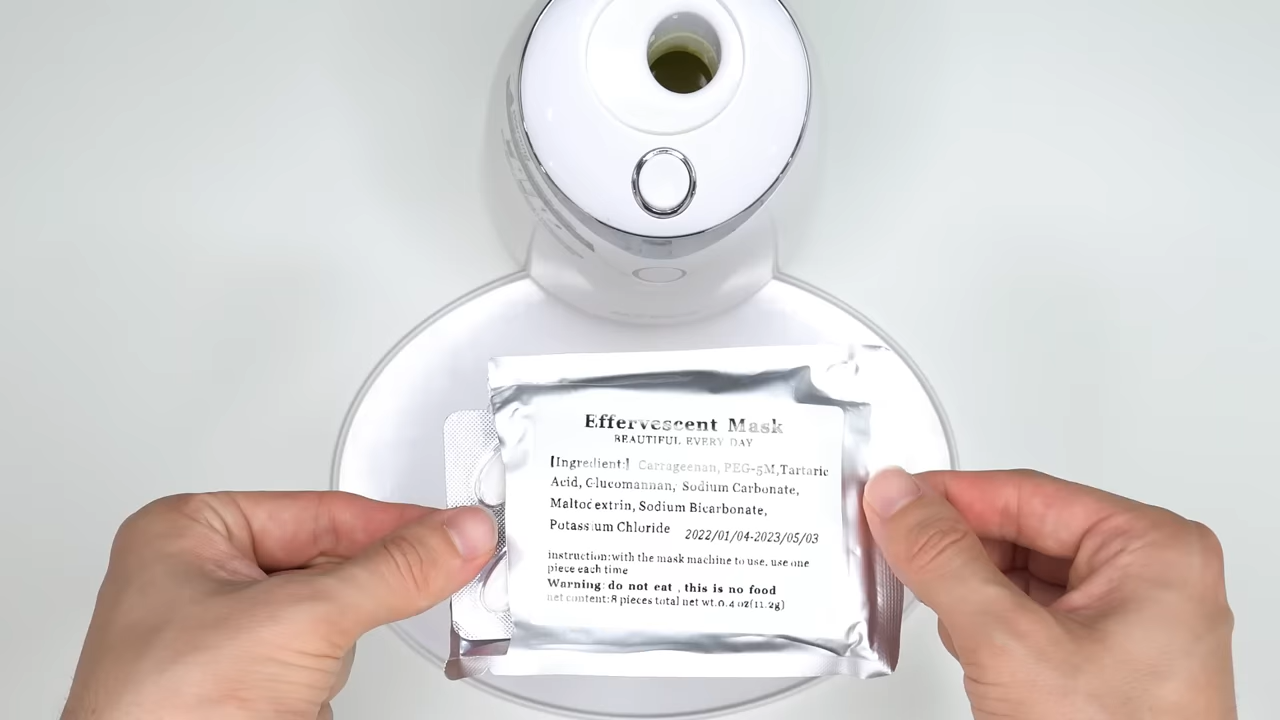 Effervescent Mask
BEAUTIFUL EVERY DAY
【Ingredient:】 Carrageenan, PEG-5M,Tartaric
Acid, Glucomannan, Sodium Carbonate,
Maltodextrin, Sodium Bicarbonate,
Potassium Chloride 2022/01/04-2023/05/03
instruction:with the mask machine to use, use one
piece each time
Warning: do not eat , this is no food
net content:8 pieces total net wt.0.4 oz(11.2g)